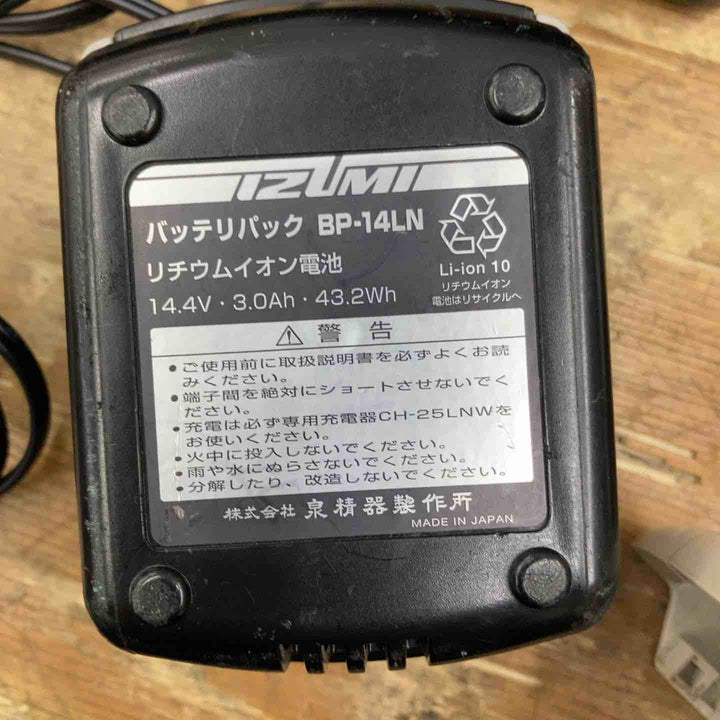 IZUMI
バッテリパック BP-14LN
リチウムイオン電池
14.4V・3.0Ah・43.2Wh
Li-ion 10
リチウムイオン
電池はリサイクルへ
警告
●ご使用前に取扱説明書を必ずよくお読
みください。
●端子間を絶対にショートさせないでく
ださい。
●充電は必ず専用充電器CH-25LNWを
お使いください。
●火中に投入しないでください。
●雨や水にぬらさないでください。
●分解したり、改造しないでください。
株式会社 泉精器製作所
MADE IN JAPAN